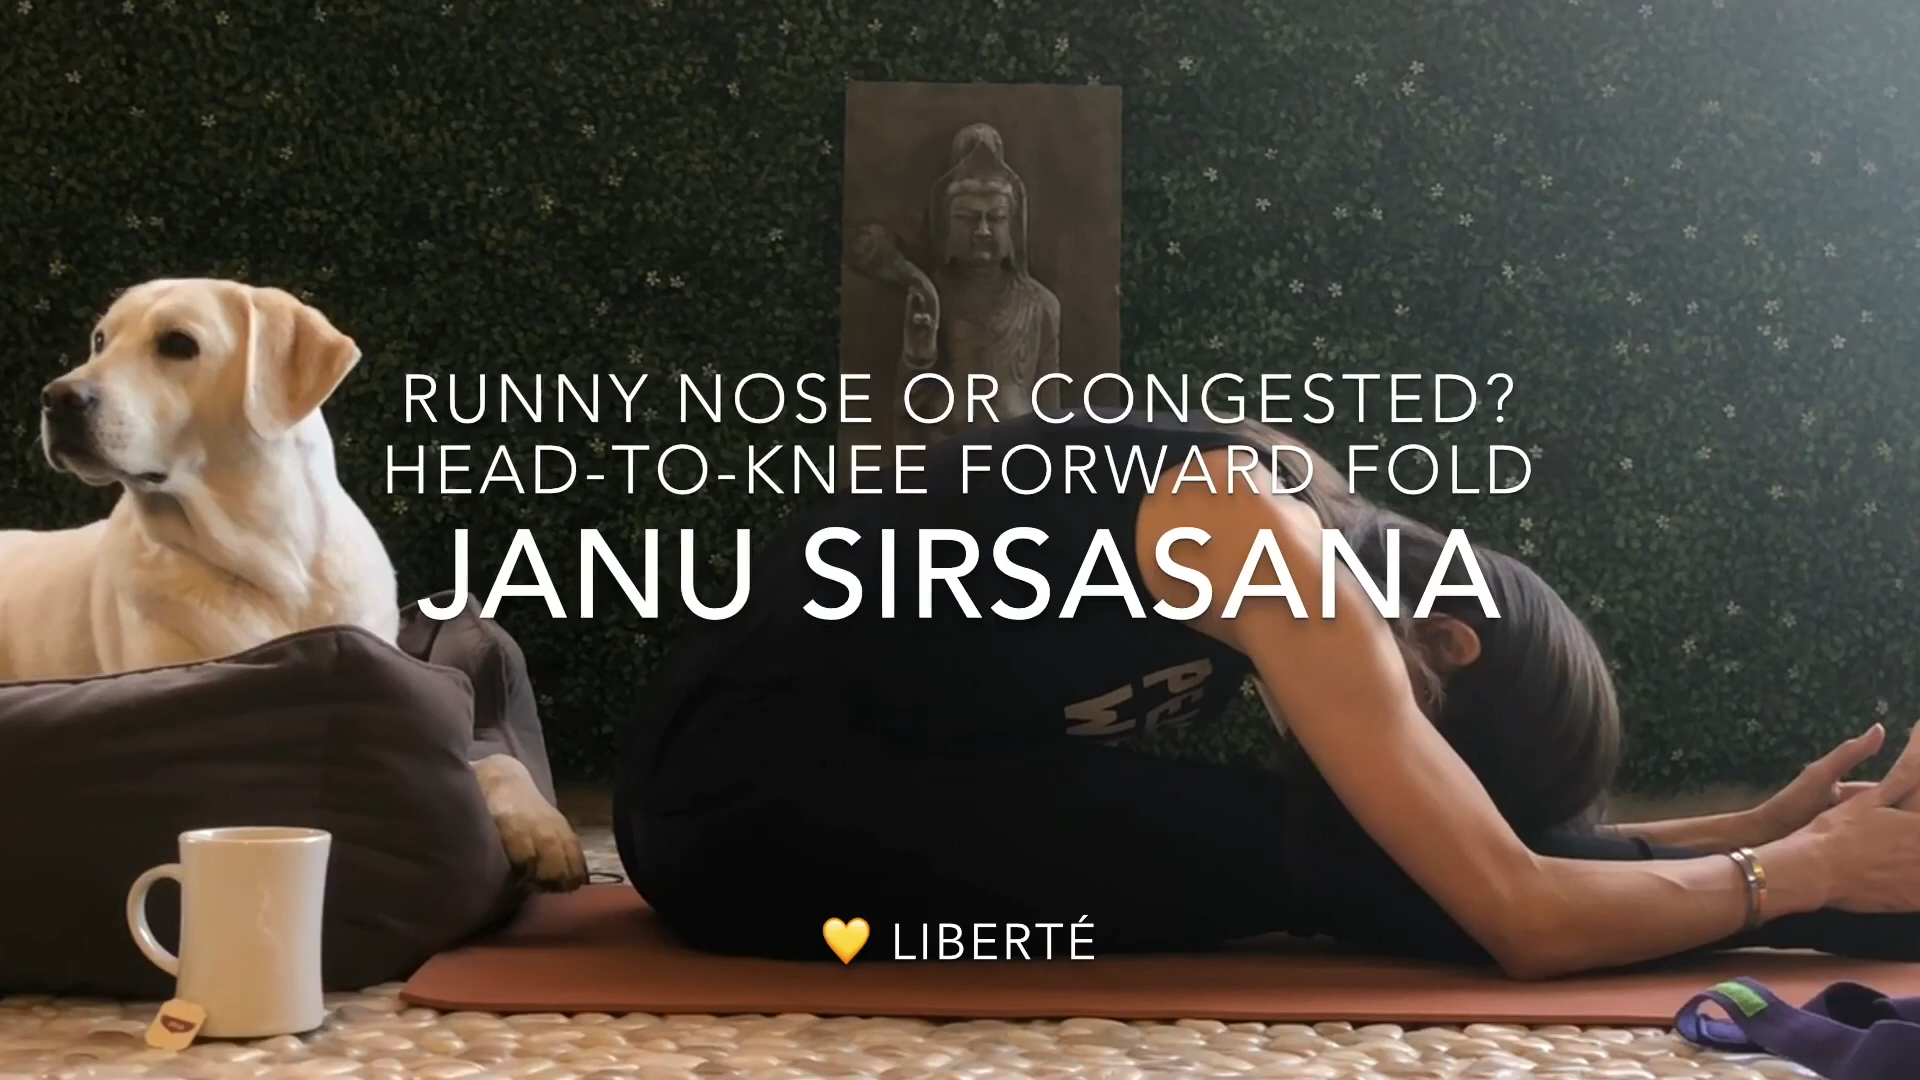 RUNNY NOSE OR CONGESTED?
HEAD-TO-KNEE FORWARD FOLD
JANU SIRSASANA
💛 LIBERTÉ